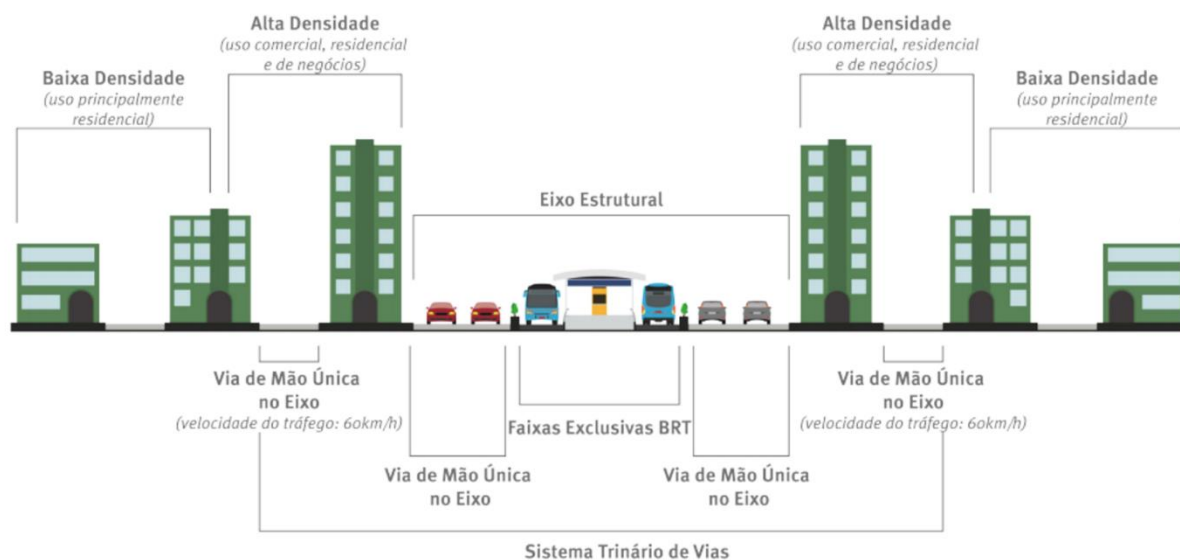 Alta Densidade
(uso comercial, residencial
e de negócios)
Alta Densidade
(uso comercial, residencial
e de negócios)
Baixa Densidade
(uso principalmente
residencial)
Baixa Densidade
(uso principalmente
residencial)
Eixo Estrutural
Via de Mão Única
no Eixo
(velocidade do tráfego: 60km/h)
Via de Mão Única
no Eixo
(velocidade do tráfego: 60km/h)
Faixas Exclusivas BRT
Via de Mão Única
no Eixo
Via de Mão Única
no Eixo
Sistema Trinário de Vias